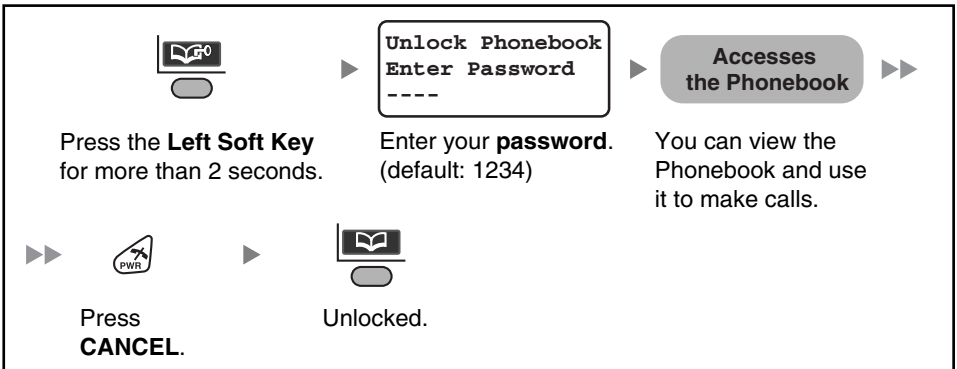 Unlock Phonebook
Enter Password
----
Accesses
the Phonebook
Press the Left Soft Key
for more than 2 seconds.
Enter your password.
(default: 1234)
You can view the
Phonebook and use
it to make calls.
PWR
Press
CANCEL.
Unlocked.